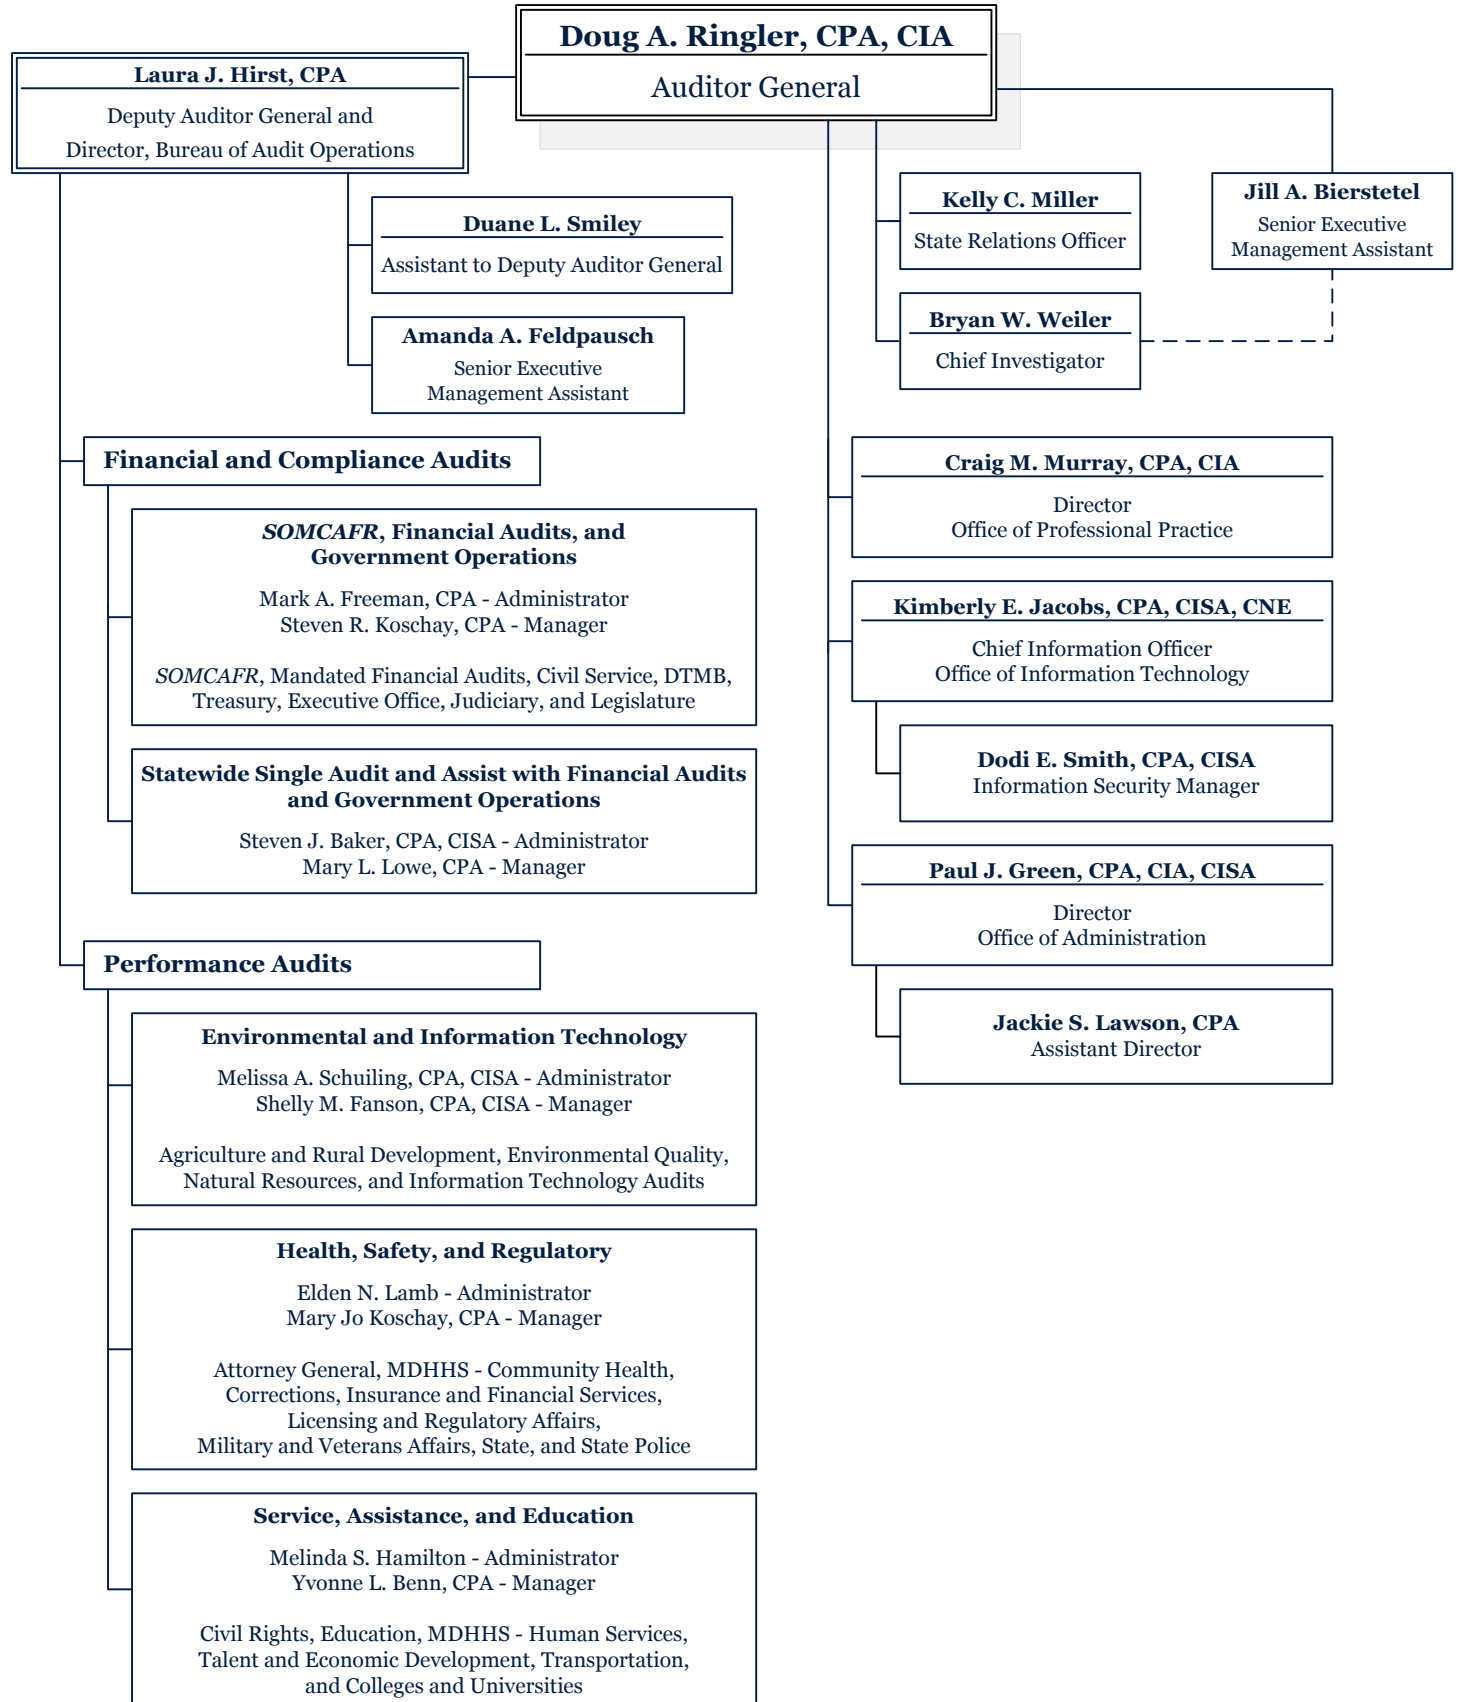 Doug A. Ringler, CPA, CIA
Auditor General
Laura J. Hirst, CPA
Deputy Auditor General and
Director, Bureau of Audit Operations
Duane L. Smiley
Assistant to Deputy Auditor General
Amanda A. Feldpausch
Senior Executive
Management Assistant
Kelly C. Miller
State Relations Officer
Bryan W. Weiler
Chief Investigator
Jill A. Bierstetel
Senior Executive
Management Assistant
Financial and Compliance Audits
SOMCAFR, Financial Audits, and
Government Operations
Mark A. Freeman, CPA - Administrator
Steven R. Koschay, CPA - Manager
SOMCAFR, Mandated Financial Audits, Civil Service, DTMB,
Treasury, Executive Office, Judiciary, and Legislature
Statewide Single Audit and Assist with Financial Audits
and Government Operations
Steven J. Baker, CPA, CISA - Administrator
Mary L. Lowe, CPA - Manager
Performance Audits
Environmental and Information Technology
Melissa A. Schuiling, CPA, CISA - Administrator
Shelly M. Fanson, CPA, CISA - Manager
Agriculture and Rural Development, Environmental Quality,
Natural Resources, and Information Technology Audits
Health, Safety, and Regulatory
Elden N. Lamb - Administrator
Mary Jo Koschay, CPA - Manager
Attorney General, MDHHS - Community Health,
Corrections, Insurance and Financial Services,
Licensing and Regulatory Affairs,
Military and Veterans Affairs, State, and State Police
Service, Assistance, and Education
Melinda S. Hamilton - Administrator
Yvonne L. Benn, CPA - Manager
Civil Rights, Education, MDHHS - Human Services,
Talent and Economic Development, Transportation,
and Colleges and Universities
Craig M. Murray, CPA, CIA
Director
Office of Professional Practice
Kimberly E. Jacobs, CPA, CISA, CNE
Chief Information Officer
Office of Information Technology
Dodi E. Smith, CPA, CISA
Information Security Manager
Paul J. Green, CPA, CIA, CISA
Director
Office of Administration
Jackie S. Lawson, CPA
Assistant Director